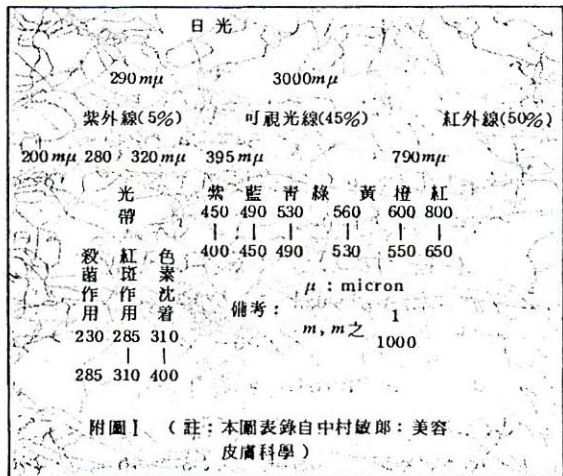 日光
290mμ 3000mμ
紫外線(5%) 可視光線(45%) 紅外線(50%)
200mμ 280 320mμ 395mμ 790mμ
光帶
紫 藍 靑 綠 黃 橙 紅
450 490 530 560 600 800
| | | | | |
400 450 490 530 550 650
殺菌作用
紅斑作用
色素沈着
230 285 310
| |
285 310 400
備考：
μ : micron
m, m之 1
1000
附圖Ⅰ （註：本圖表錄自中村敏郎：美容
皮膚科學）